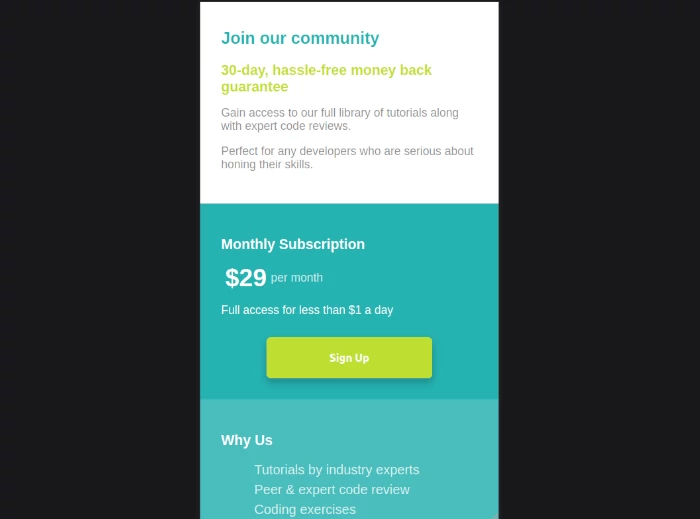 Join our community
30-day, hassle-free money back
guarantee
Gain access to our full library of tutorials along
with expert code reviews.
Perfect for any developers who are serious about
honing their skills.
Monthly Subscription
$29 per month
Full access for less than $1 a day
Sign Up
Why Us
Tutorials by industry experts
Peer & expert code review
Coding exercises